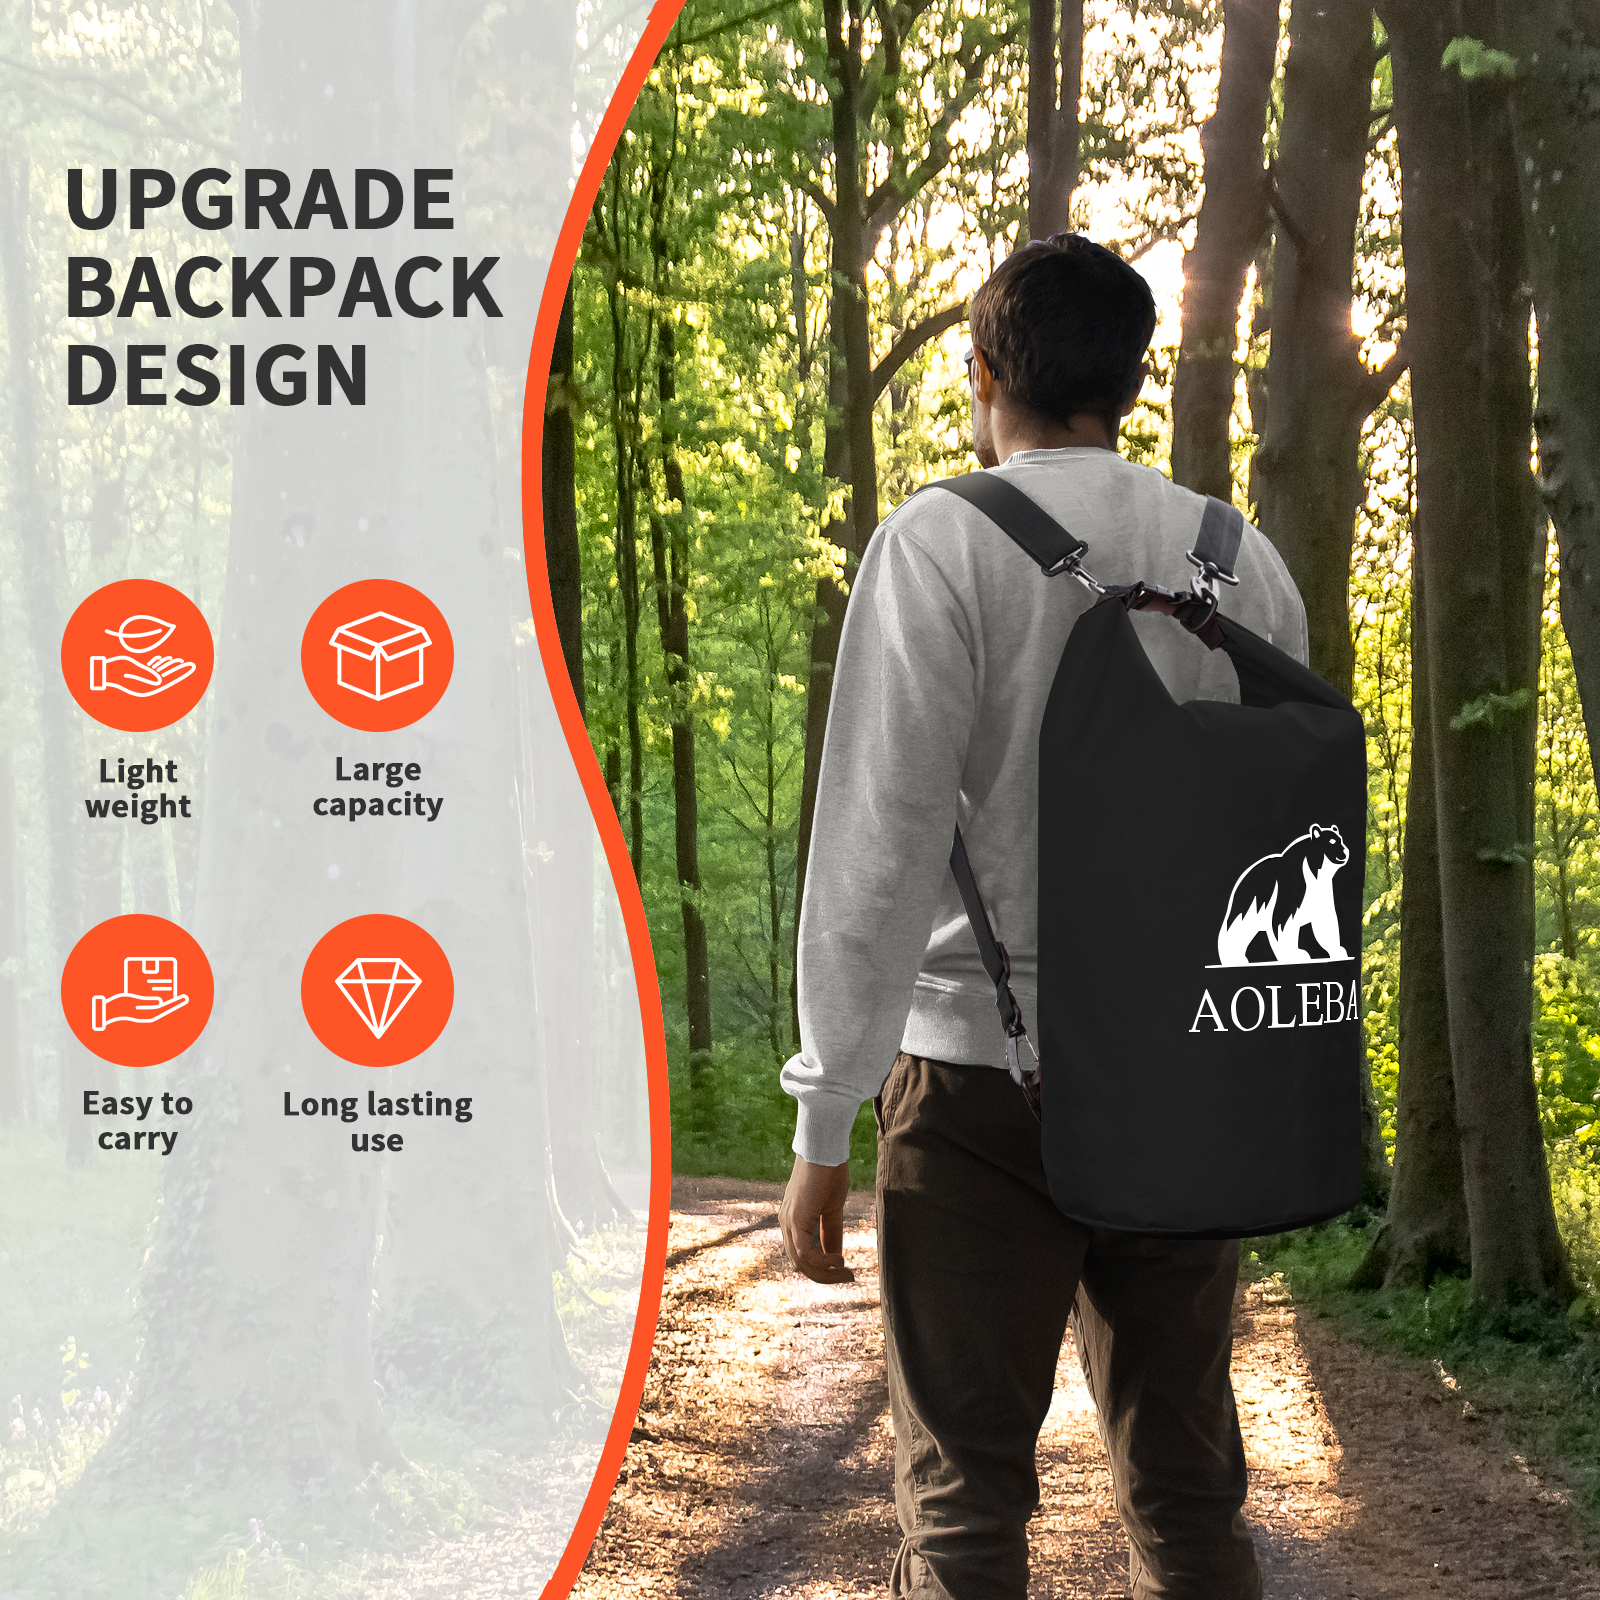 UPGRADE
BACKPACK
DESIGN
Light
weight
Large
capacity
Easy to
carry
Long lasting
use
AOLEBA